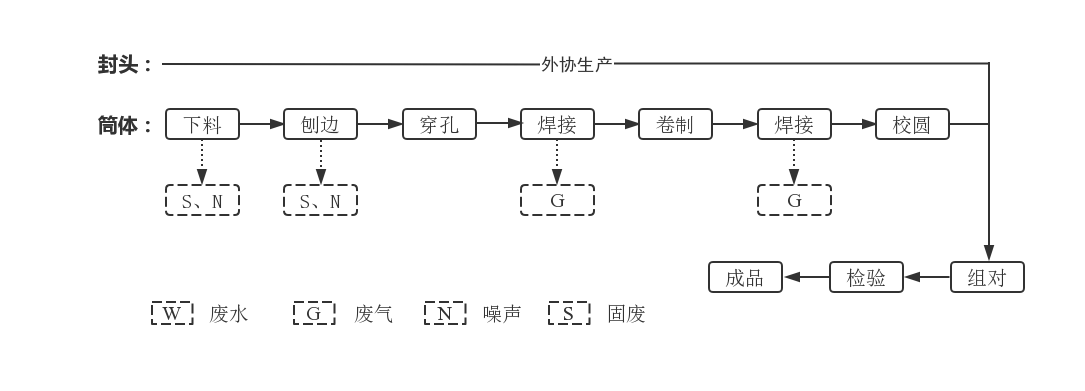 封头： 外协生产
筒体： 下料 刨边 穿孔 焊接 卷制 焊接 校圆
S、N S、N G G
成品 检验 组对
W 废水 G 废气 N 噪声 S 固废